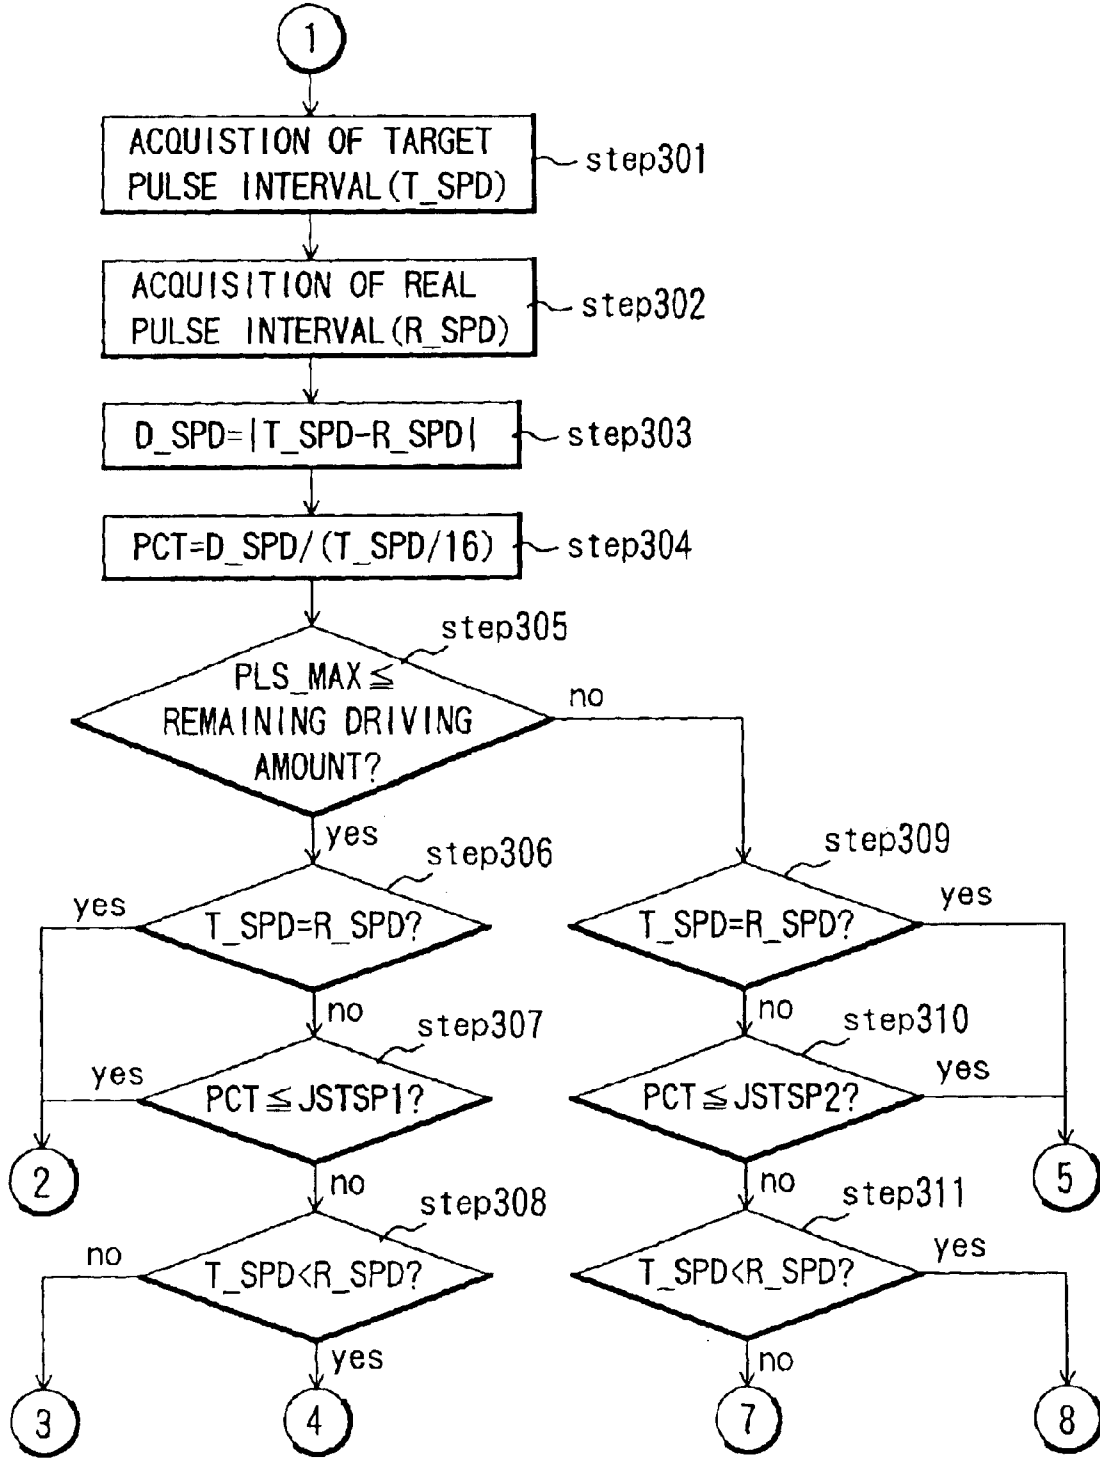 1
ACQUISTION OF TARGET
PULSE INTERVAL(T_SPD)
step301
ACQUISITION OF REAL
PULSE INTERVAL(R_SPD)
step302
D_SPD=|T_SPD-R_SPD|
step303
PCT=D_SPD/(T_SPD/16)
step304
step305
PLS_MAX≦
REMAINING DRIVING
AMOUNT?
no
yes
step306
T_SPD=R_SPD?
yes
no
step309
T_SPD=R_SPD?
yes
no
step307
PCT≦JSTSP1?
yes
no
step310
PCT≦JSTSP2?
yes
no
2
5
step308
T_SPD<R_SPD?
no
yes
step311
T_SPD<R_SPD?
yes
no
3
4
7
8